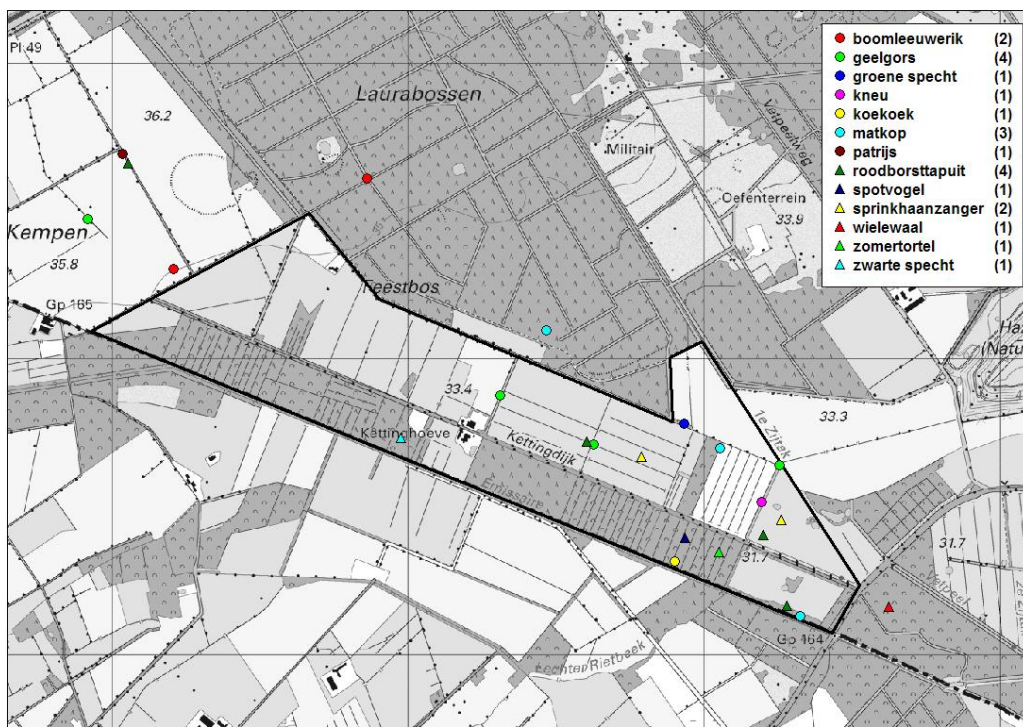 Pl 49
Laurabossen
36.2
Militair
Oefenterrein
33.9
Kempen
35.8
Gp 165
Feestbos
33.4
Kettinghoeve
Kettingdijk
1e Zijtak
33.3
31.7
31.7
Gp 164
boomleeuwerik (2)
geelgors (4)
groene specht (1)
kneu (1)
koekoek (1)
matkop (3)
patrijs (1)
roodborsttapuit (4)
spotvogel (1)
sprinkhaanzanger (2)
wielewaal (1)
zomertortel (1)
zwarte specht (1)